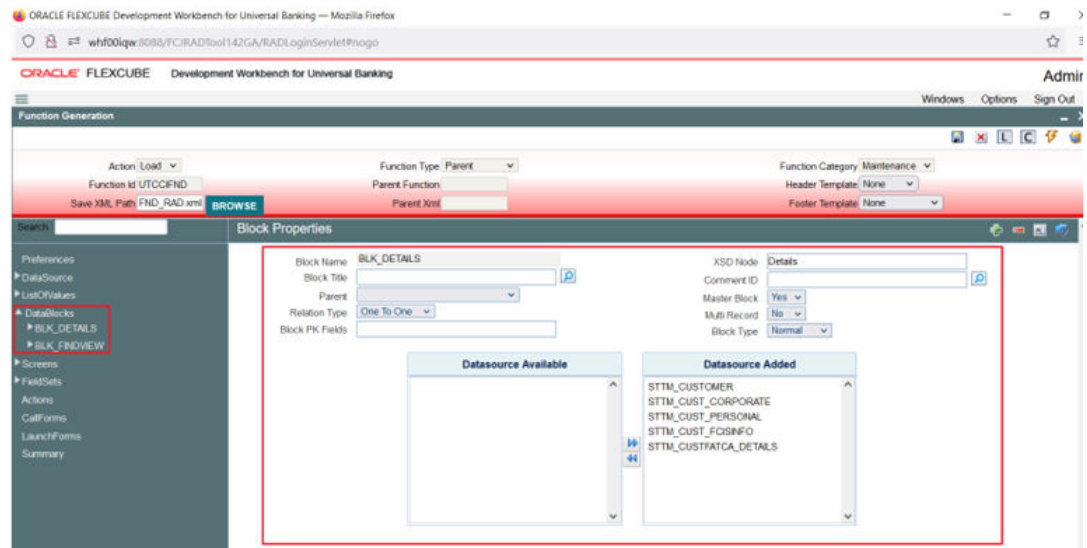 ORACLE FLEXCUBE Development Workbench for Universal Banking — Mozilla Firefox
whf00iqw:8088/FCJRADTool142GA/RADLoginServlet#nogo
ORACLE FLEXCUBE Development Workbench for Universal Banking Admin
Windows Options Sign Out
Function Generation
L C
Action Load Function Type Parent Function Category Maintenance
Function Id UTCCIFND Parent Function Header Template None
Save XML Path FND_RAD.xml BROWSE Parent Xml Footer Template None
Search Block Properties
Preferences
DataSource
ListOfValues
DataBlocks
BLK_DETAILS
BLK_FINDVIEW
Screens
FieldSets
Actions
CallForms
LaunchForms
Summary
Block Name BLK_DETAILS XSD Node Details
Block Title Comment ID
Parent Master Block Yes
Relation Type One To One Multi Record No
Block PK Fields Block Type Normal
Datasource Available Datasource Added
STTM_CUSTOMER
STTM_CUST_CORPORATE
STTM_CUST_PERSONAL
STTM_CUST_FCISINFO
STTM_CUSTFATCA_DETAILS